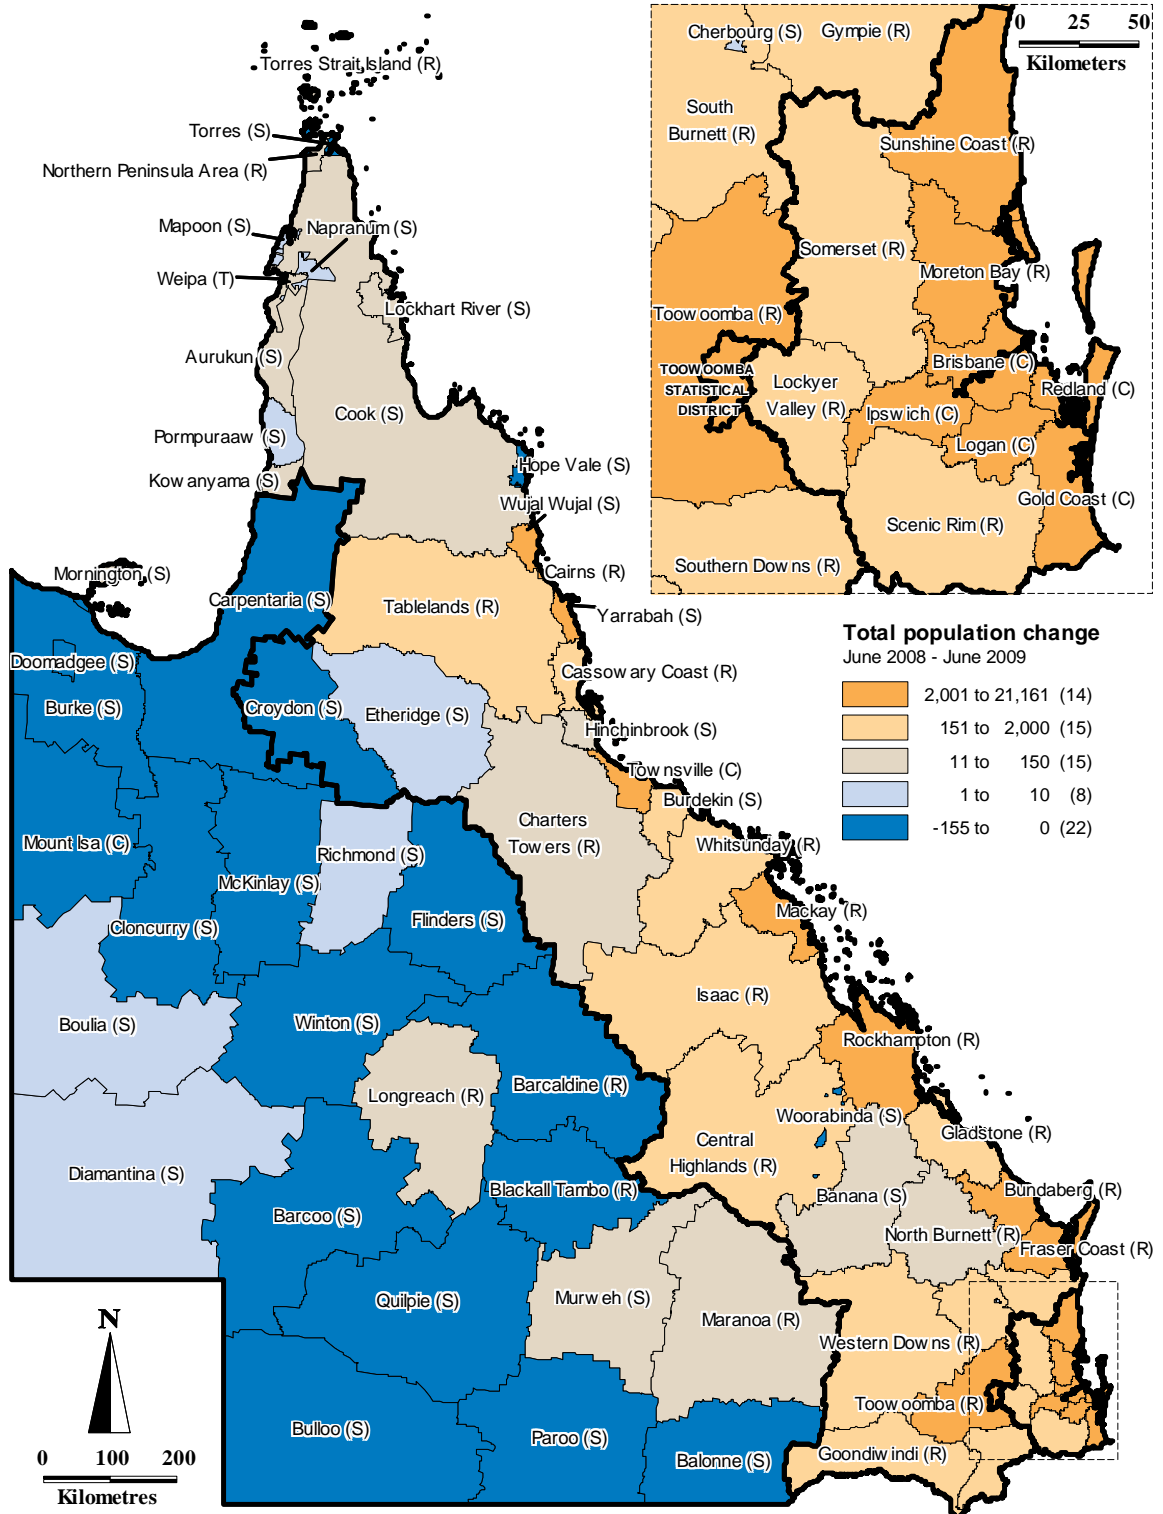 Torres Strait Island (R)
Torres (S)
Northern Peninsula Area (R)
Mapoon (S)
Napranum (S)
Weipa (T)
Lockhart River (S)
Aurukun (S)
Cook (S)
Pormpuraaw (S)
Kowanyama (S)
Hope Vale (S)
Wujal Wujal (S)
Mornington (S)
Cairns (R)
Carpentaria (S)
Tablelands (R)
Yarrabah (S)
Doomadgee (S)
Cassowary Coast (R)
Burke (S)
Croydon (S)
Etheridge (S)
Hinchinbrook (S)
Townsville (C)
Burdekin (S)
Charters
Towers (R)
Mount Isa (C)
Richmond (S)
Whitsunday (R)
McKinlay (S)
Mackay (R)
Cloncurry (S)
Flinders (S)
Isaac (R)
Boulia (S)
Winton (S)
Rockhampton (R)
Longreach (R)
Barcaldine (R)
Woorabinda (S)
Gladstone (R)
Central
Highlands (R)
Diamantina (S)
Blackall Tambo (R)
Banana (S)
Bundaberg (R)
Barcoo (S)
North Burnett (R)
Fraser Coast (R)
Quilpie (S)
Murweh (S)
Maranoa (R)
Western Downs (R)
Toowoomba (R)
Bulloo (S)
Paroo (S)
Balonne (S)
Goondiwindi (R)
N
0 100 200
Kilometres
Cherbourg (S)
Gympie (R)
0 25 50
Kilometers
South
Burnett (R)
Sunshine Coast (R)
Somerset (R)
Moreton Bay (R)
Toowoomba (R)
TOOWOOMBA
STATISTICAL
DISTRICT
Lockyer
Valley (R)
Brisbane (C)
Redland (C)
Ipswich (C)
Logan (C)
Gold Coast (C)
Scenic Rim (R)
Southern Downs (R)
Total population change
June 2008 - June 2009
2,001 to 21,161 (14)
151 to 2,000 (15)
11 to 150 (15)
1 to 10 (8)
-155 to 0 (22)